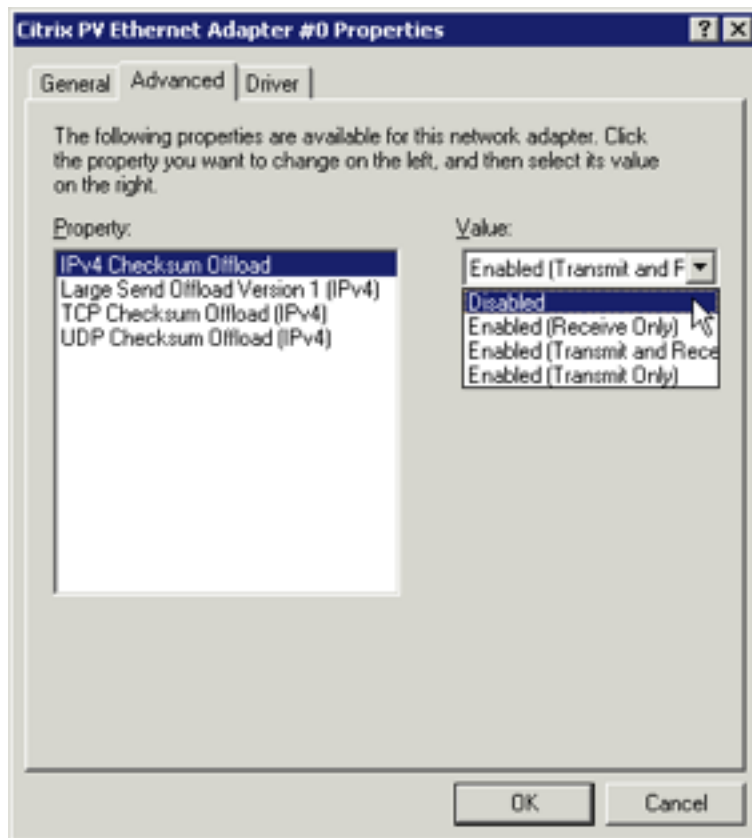 Citrix PV Ethernet Adapter #0 Properties
General Advanced Driver
The following properties are available for this network adapter. Click
the property you want to change on the left, and then select its value
on the right.
Property:
Value:
IPv4 Checksum Offload
Large Send Offload Version 1 (IPv4)
TCP Checksum Offload (IPv4)
UDP Checksum Offload (IPv4)
Enabled (Transmit and F
Disabled
Enabled (Receive Only)
Enabled (Transmit and Rece
Enabled (Transmit Only)
OK Cancel